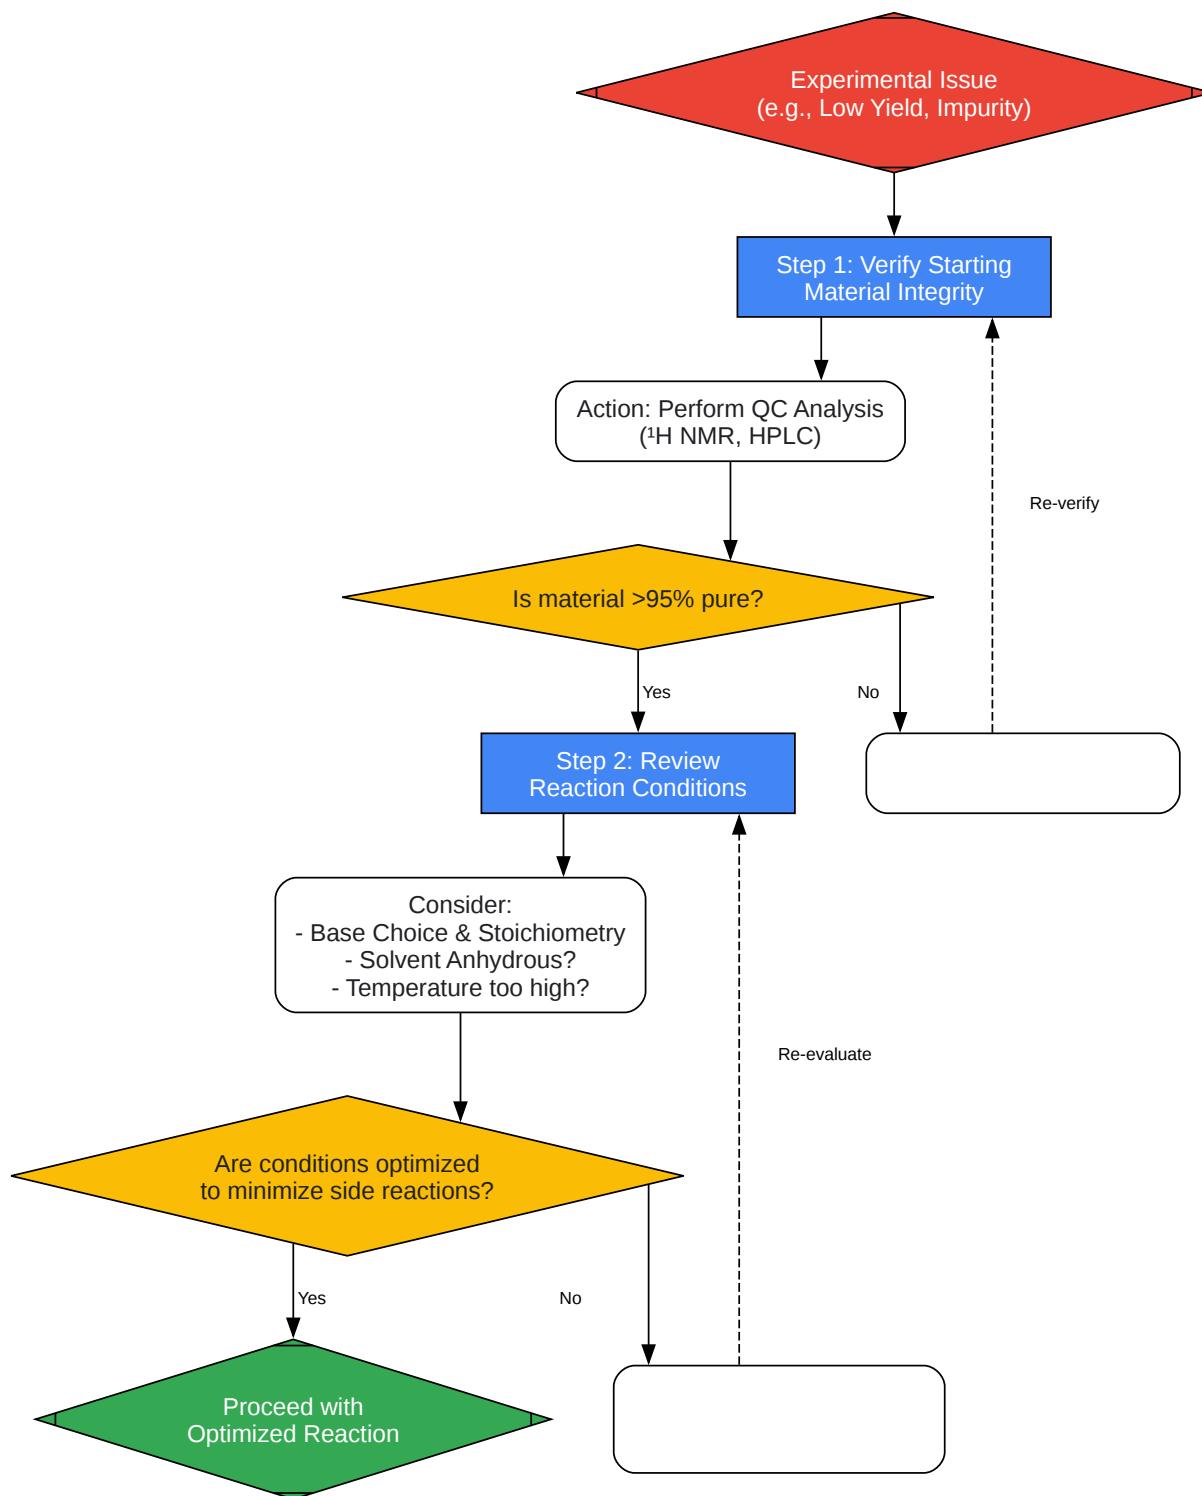 Experimental Issue
(e.g., Low Yield, Impurity)
Step 1: Verify Starting
Material Integrity
Action: Perform QC Analysis
(¹H NMR, HPLC)
Re-verify
Is material >95% pure?
Yes
No
Step 2: Review
Reaction Conditions
Consider:
- Base Choice & Stoichiometry
- Solvent Anhydrous?
- Temperature too high?
Re-evaluate
Are conditions optimized
to minimize side reactions?
Yes
No
Proceed with
Optimized Reaction